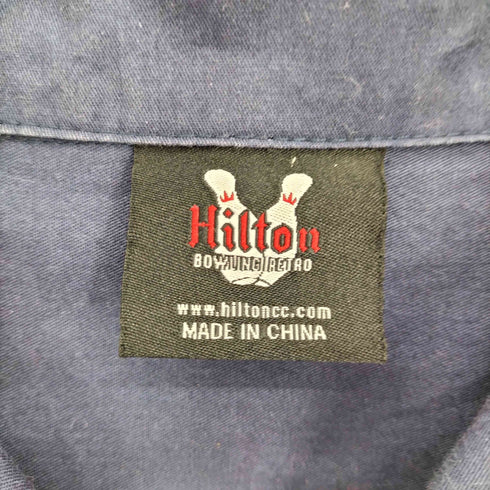 Hilton
BOWLING RETRO
www.hiltoncc.com
MADE IN CHINA